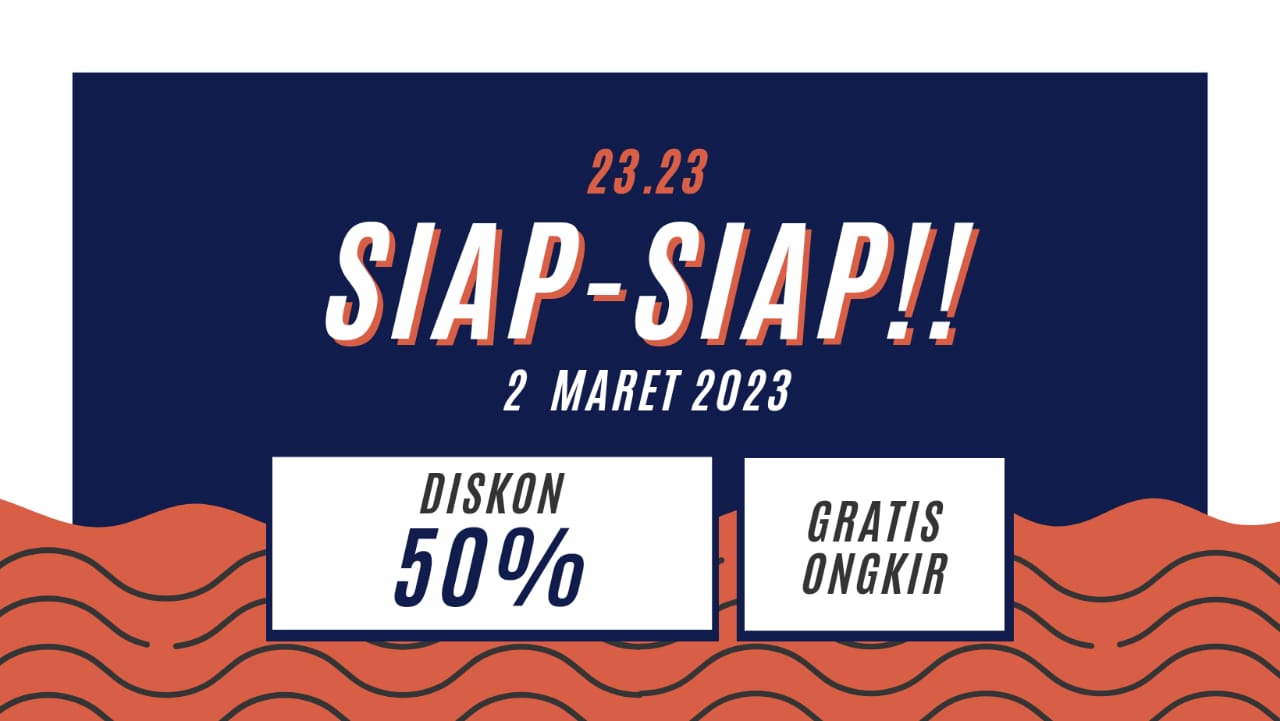 23.23
SIAP-SIAP!!
2 MARET 2023
DISKON
50%
GRATIS
ONGKIR